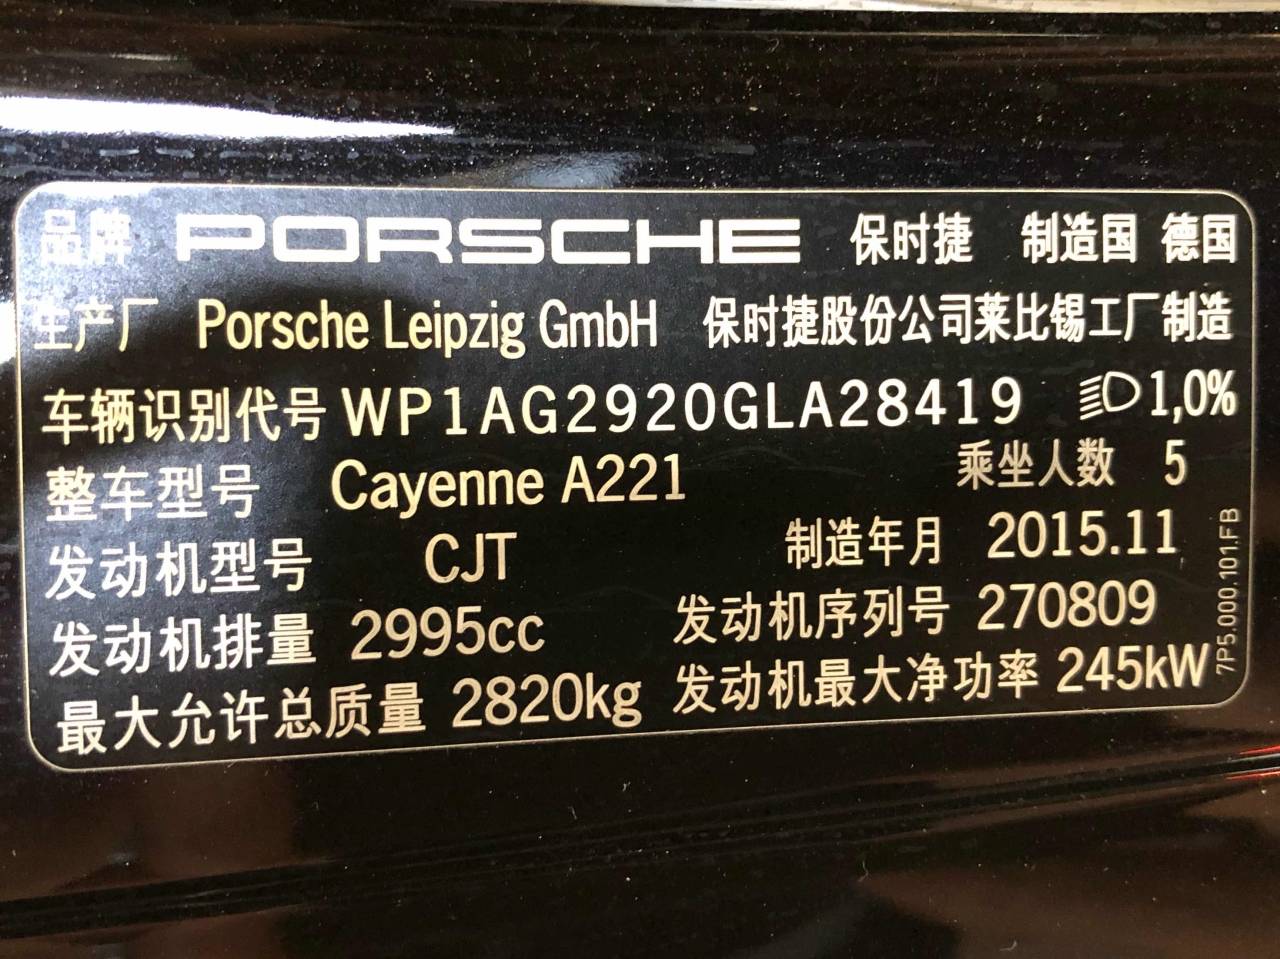 品牌 PORSCHE 保时捷 制造国 德国
生产厂 Porsche Leipzig GmbH 保时捷股份公司莱比锡工厂制造
车辆识别代号 WP1AG2920GLA28419 1,0%
整车型号 Cayenne A221 乘坐人数 5
发动机型号 CJT 制造年月 2015.11
发动机排量 2995cc 发动机序列号 270809
最大允许总质量 2820kg 发动机最大净功率 245kW
7P5.000.101.FB